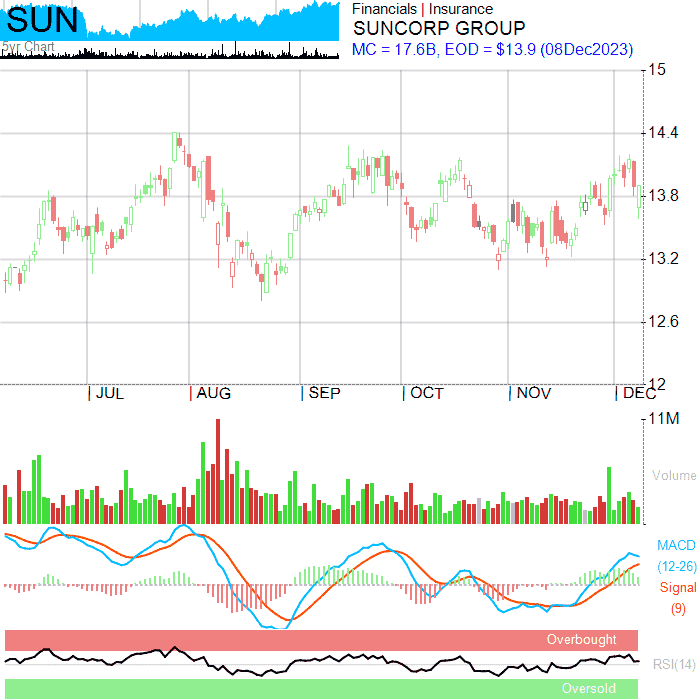 SUN
5yr Chart
Financials | Insurance
SUNCORP GROUP
MC = 17.6B, EOD = $13.9 (08Dec2023)
15
14.4
13.8
13.2
12.6
12
JUL AUG SEP OCT NOV DEC
11M
Volume
MACD
(12-26)
Signal
(9)
Overbought
RSI(14)
Oversold